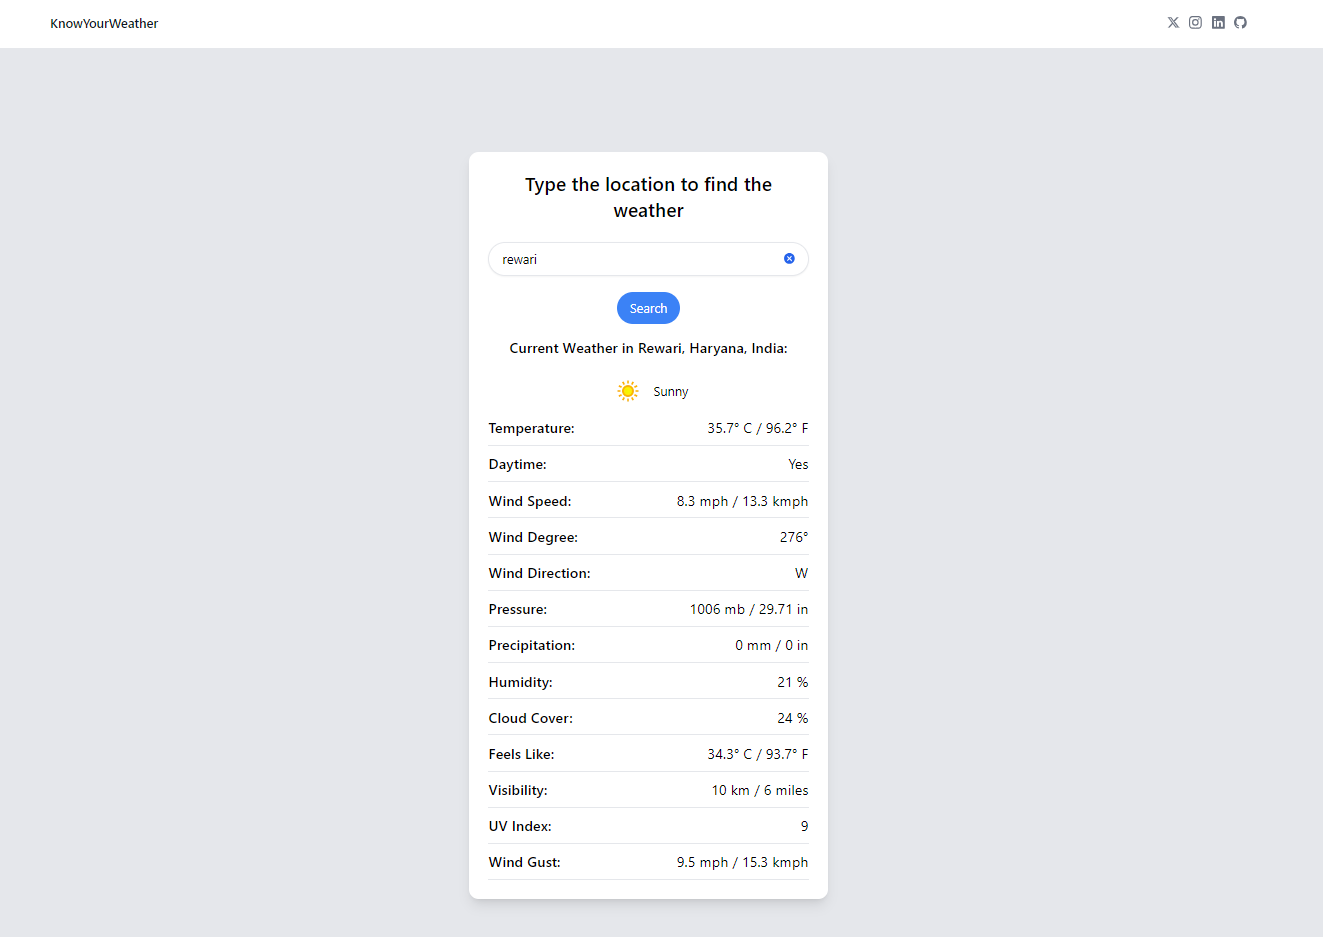 KnowYourWeather
Type the location to find the
weather
rewari
Search
Current Weather in Rewari, Haryana, India:
Sunny
Temperature: 35.7° C / 96.2° F
Daytime: Yes
Wind Speed: 8.3 mph / 13.3 kmph
Wind Degree: 276°
Wind Direction: W
Pressure: 1006 mb / 29.71 in
Precipitation: 0 mm / 0 in
Humidity: 21 %
Cloud Cover: 24 %
Feels Like: 34.3° C / 93.7° F
Visibility: 10 km / 6 miles
UV Index: 9
Wind Gust: 9.5 mph / 15.3 kmph